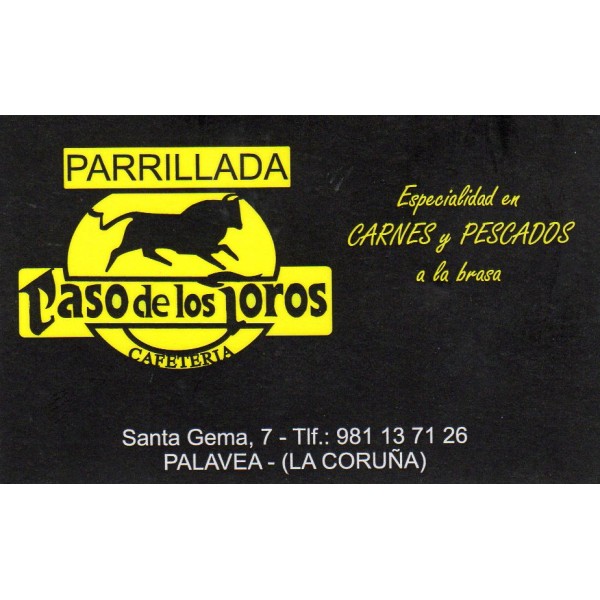 PARRILLADA
Paso de los Toros
CAFETERIA
Especialidad en
CARNES y PESCADOS
a la brasa
Santa Gema, 7 - Tlf.: 981 13 71 26
PALAVEA - (LA CORUÑA)